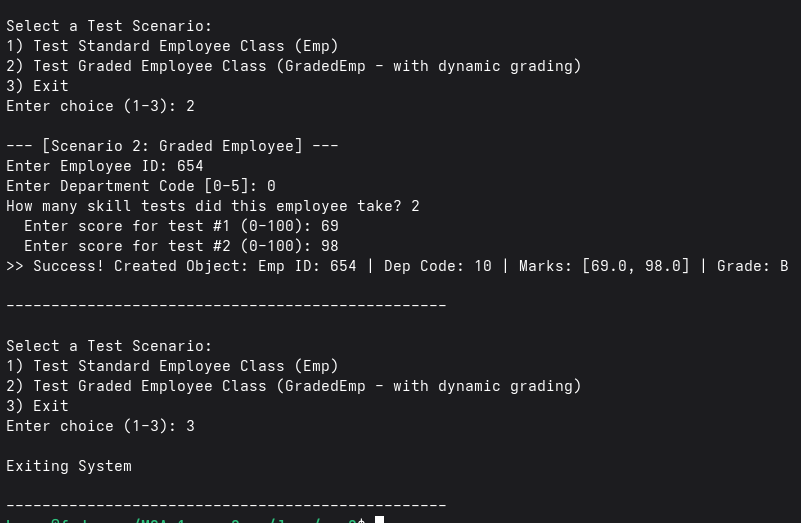 Select a Test Scenario:
1) Test Standard Employee Class (Emp)
2) Test Graded Employee Class (GradedEmp - with dynamic grading)
3) Exit
Enter choice (1-3): 2
--- [Scenario 2: Graded Employee] ---
Enter Employee ID: 654
Enter Department Code [0-5]: 0
How many skill tests did this employee take? 2
Enter score for test #1 (0-100): 69
Enter score for test #2 (0-100): 98
>> Success! Created Object: Emp ID: 654 | Dep Code: 10 | Marks: [69.0, 98.0] | Grade: B
-------------------------------------------------
Select a Test Scenario:
1) Test Standard Employee Class (Emp)
2) Test Graded Employee Class (GradedEmp - with dynamic grading)
3) Exit
Enter choice (1-3): 3
Exiting System
-------------------------------------------------